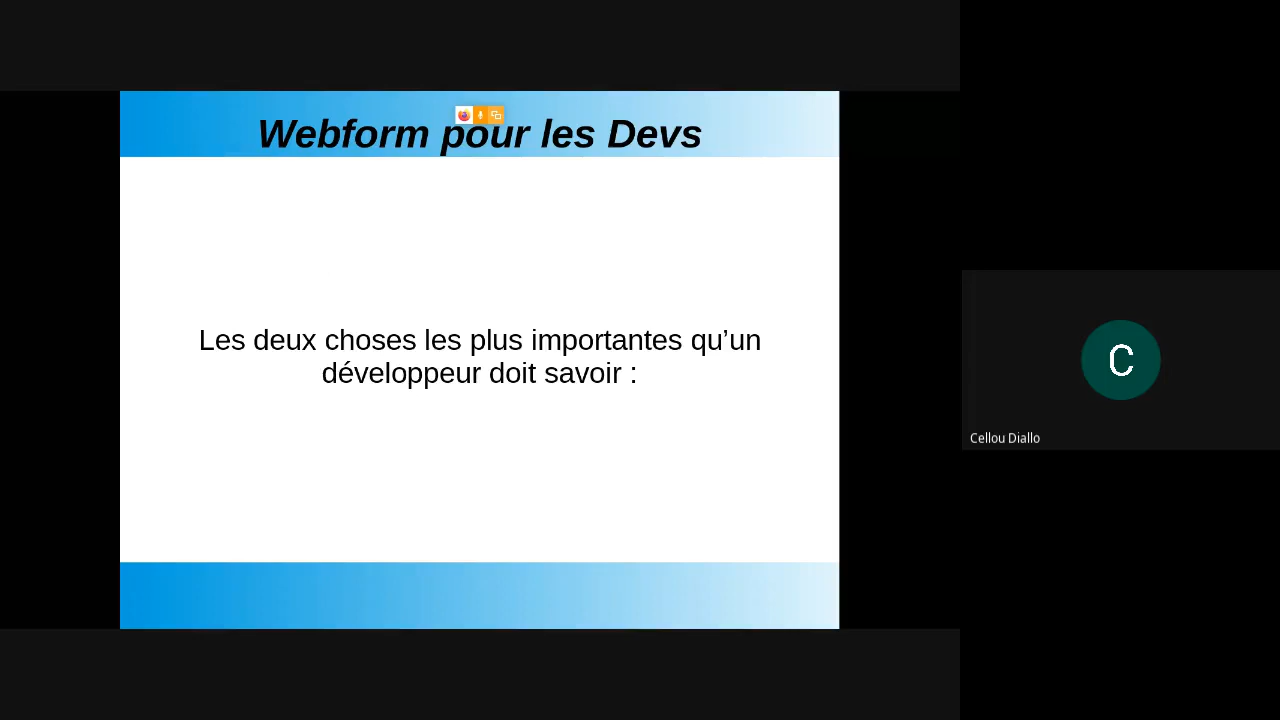 Webform pour les Devs
Les deux choses les plus importantes qu’un
développeur doit savoir :
C
Cellou Diallo